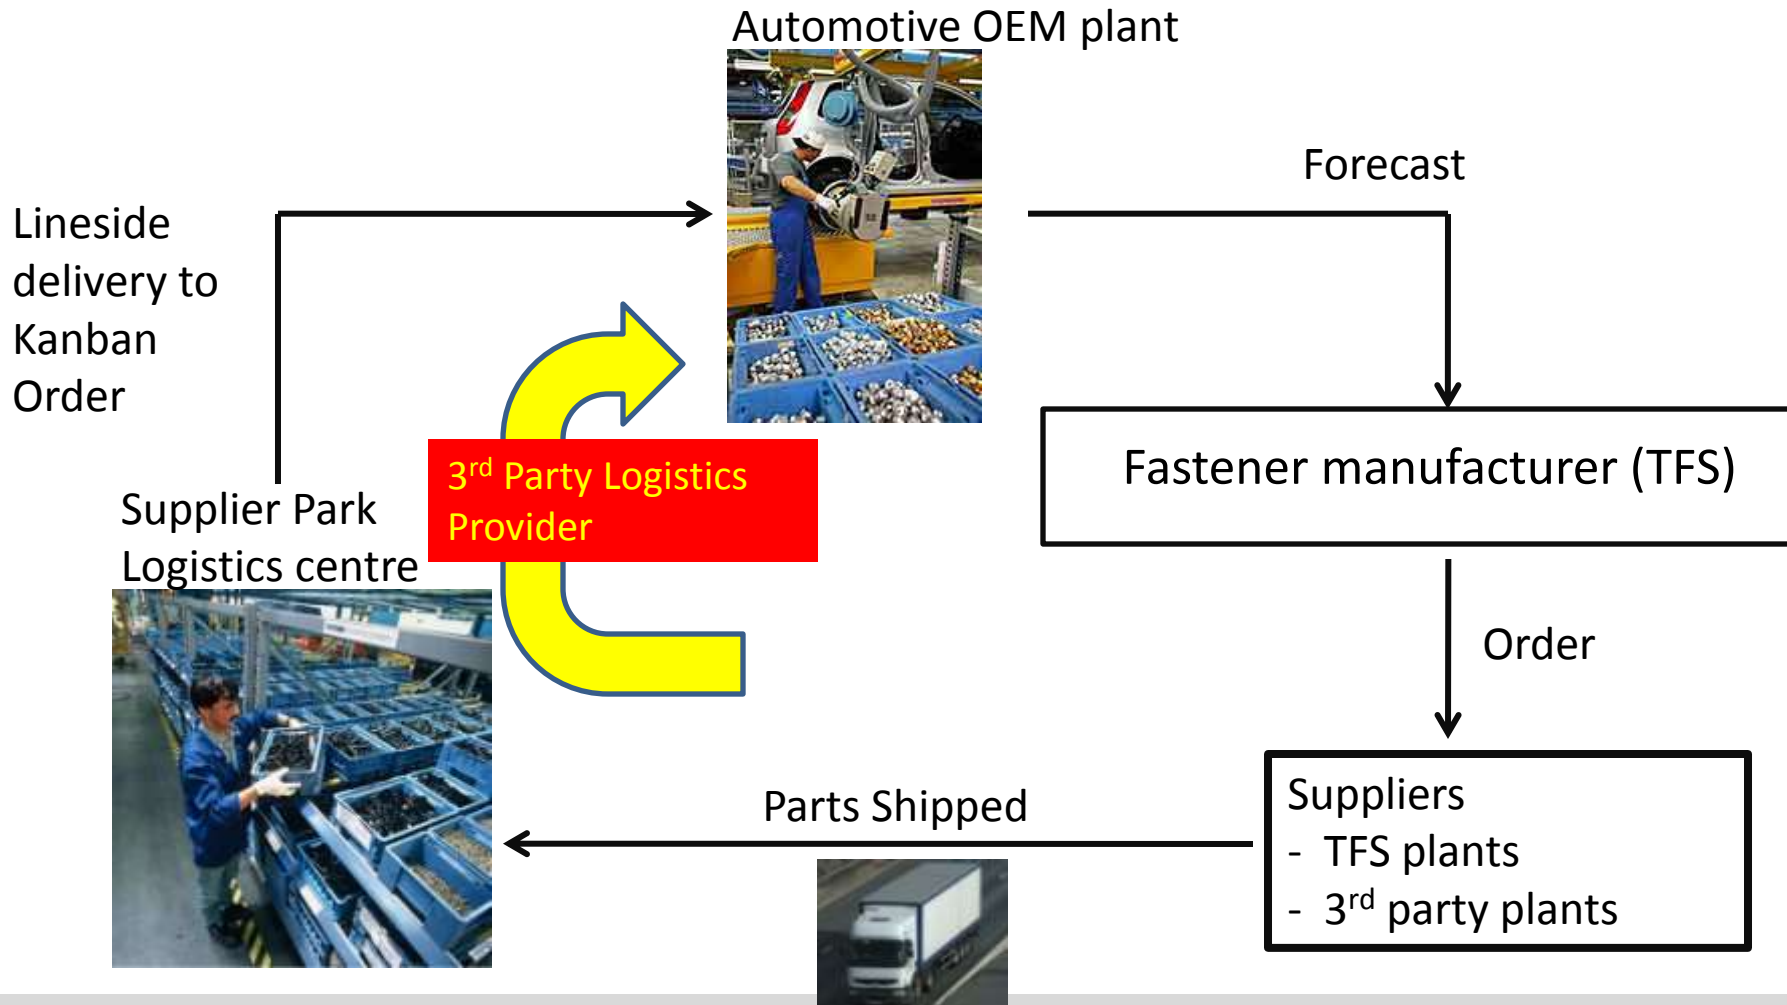 Automotive OEM plant
Forecast
Lineside
delivery to
Kanban
Order
3rd Party Logistics
Provider
Fastener manufacturer (TFS)
Supplier Park
Logistics centre
Order
Parts Shipped
Suppliers
- TFS plants
- 3rd party plants